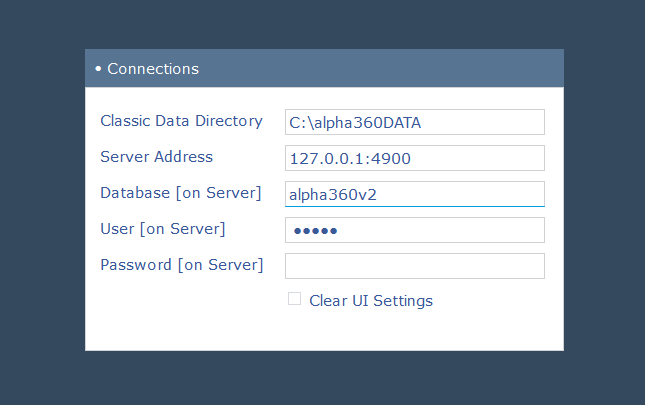 • Connections
Classic Data Directory C:\alpha360DATA
Server Address 127.0.0.1:4900
Database [on Server] alpha360v2
User [on Server] •••••
Password [on Server]
Clear UI Settings